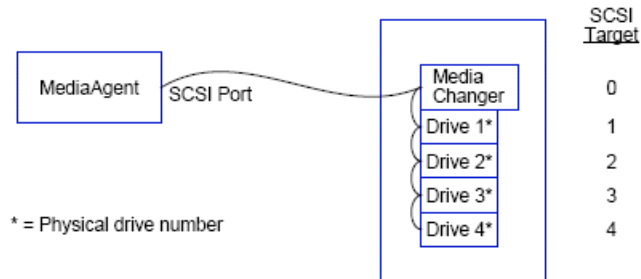 SCSI
Target
MediaAgent
SCSI Port
Media
Changer
0
Drive 1*
1
Drive 2*
2
Drive 3*
3
Drive 4*
4
* = Physical drive number